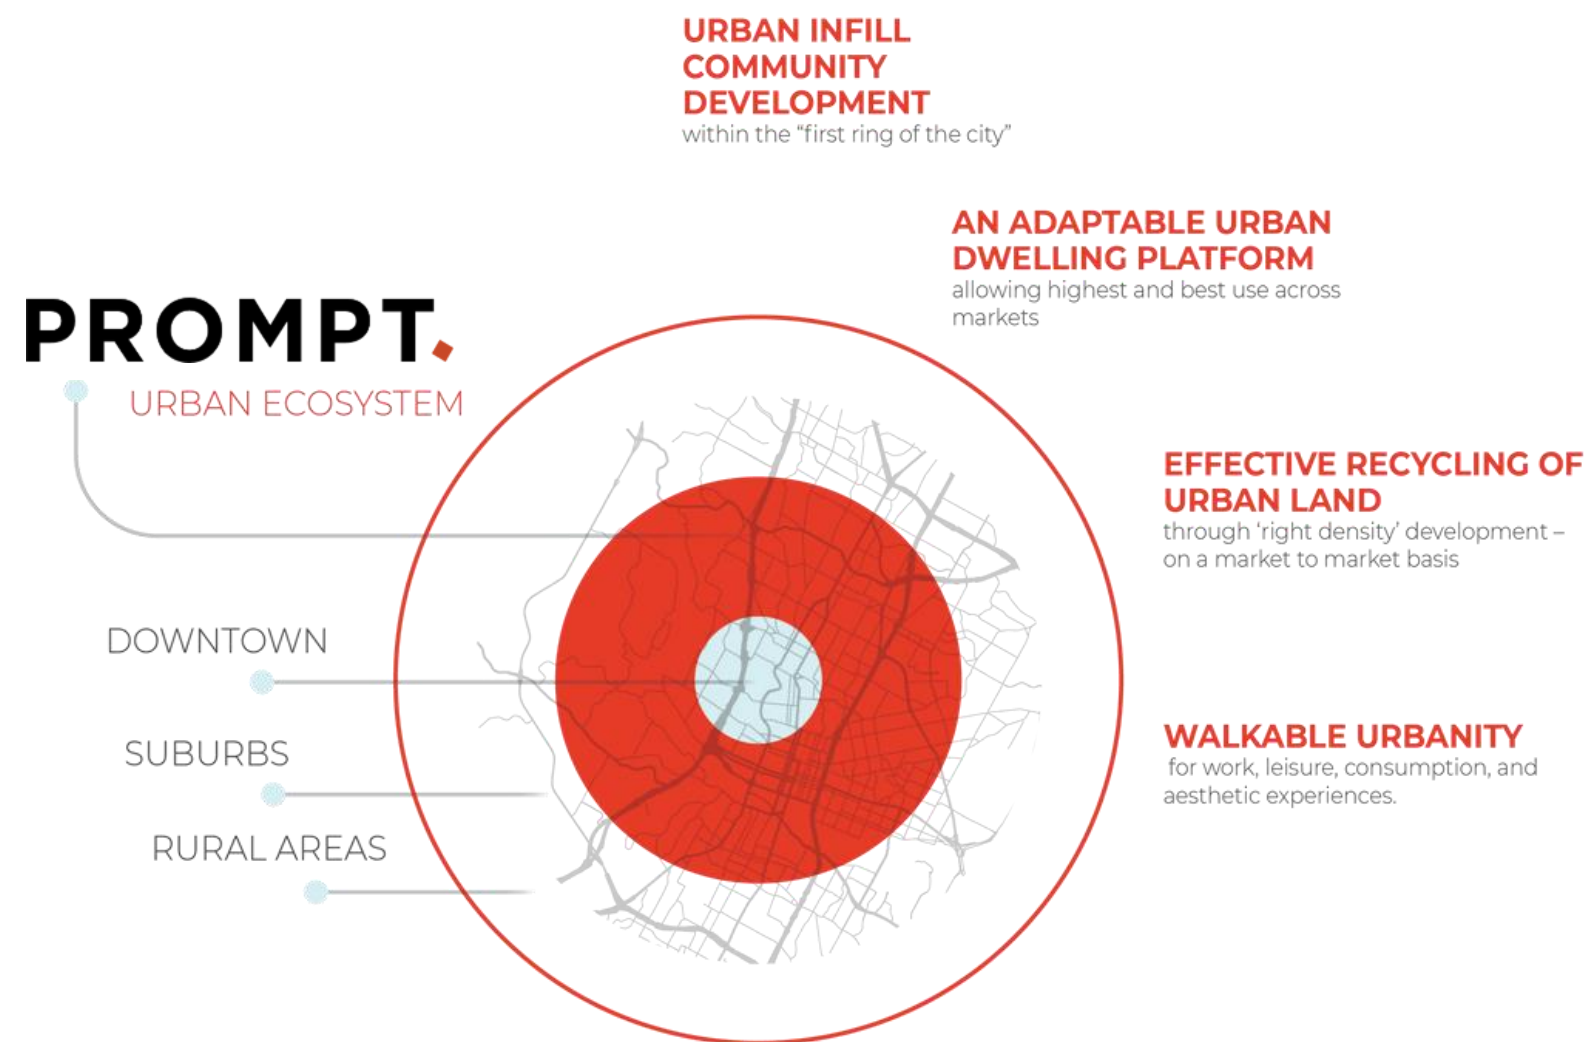 URBAN INFILL
COMMUNITY
DEVELOPMENT
within the “first ring of the city”
AN ADAPTABLE URBAN
DWELLING PLATFORM
allowing highest and best use across
markets
PROMPT.
URBAN ECOSYSTEM
EFFECTIVE RECYCLING OF
URBAN LAND
through ‘right density’ development –
on a market to market basis
DOWNTOWN
SUBURBS
RURAL AREAS
WALKABLE URBANITY
for work, leisure, consumption, and
aesthetic experiences.